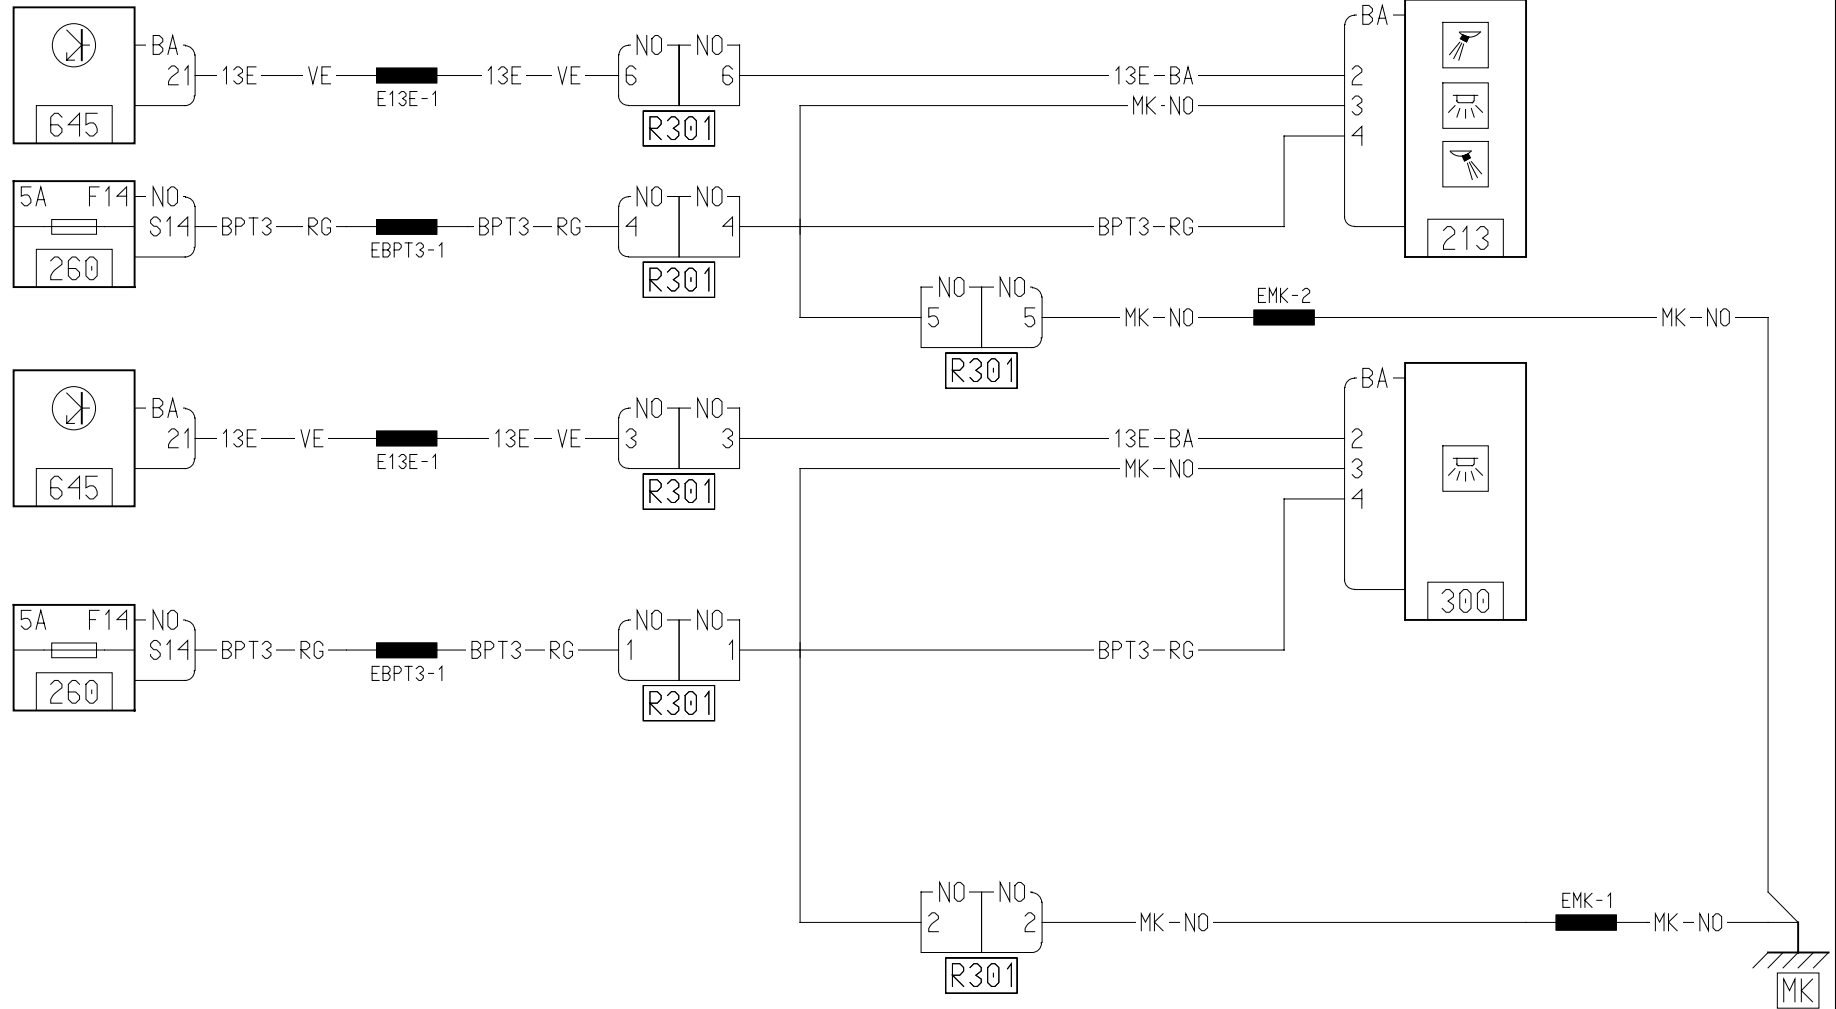 BA NO NO BA
21 13E VE 13E VE 6 6 13E-BA 2
E13E-1 MK-NO 3
645 R301 4
5A F14 NO NO NO
S14 BPT3 RG BPT3 RG 4 4 BPT3-RG
EBPT3-1 213
260 R301
NO NO EMK-2
5 5 MK-NO MK-NO
R301
BA
BA NO NO
21 13E VE 13E VE 3 3 13E-BA 2
E13E-1 MK-NO 3
645 R301 4
5A F14 NO NO NO 300
S14 BPT3 RG BPT3 RG 1 1 BPT3-RG
EBPT3-1
260 R301
NO NO EMK-1
2 2 MK-NO MK-NO
R301 MK